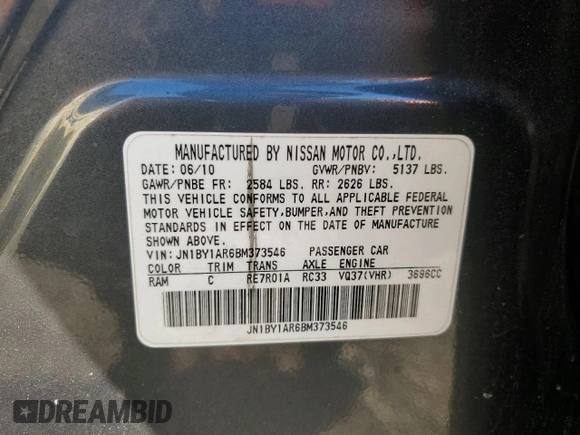 MANUFACTURED BY NISSAN MOTOR CO.,LTD.
DATE: 06/10 GVWR/PNBV: 5137 LBS.
GAWR/PNBE FR: 2584 LBS. RR: 2626 LBS.
THIS VEHICLE CONFORMS TO ALL APPLICABLE FEDERAL
MOTOR VEHICLE SAFETY,BUMPER,AND THEFT PREVENTION
STANDARDS IN EFFECT ON THE DATE OF MANUFACTURE
SHOWN ABOVE.
VIN: JN1BY1AR6BM373546 PASSENGER CAR
COLOR TRIM TRANS AXLE ENGINE
RAM C RE7R01A RC33 VQ37(VHR) 3696CC
JN1BY1AR6BM373546
DREAMBID